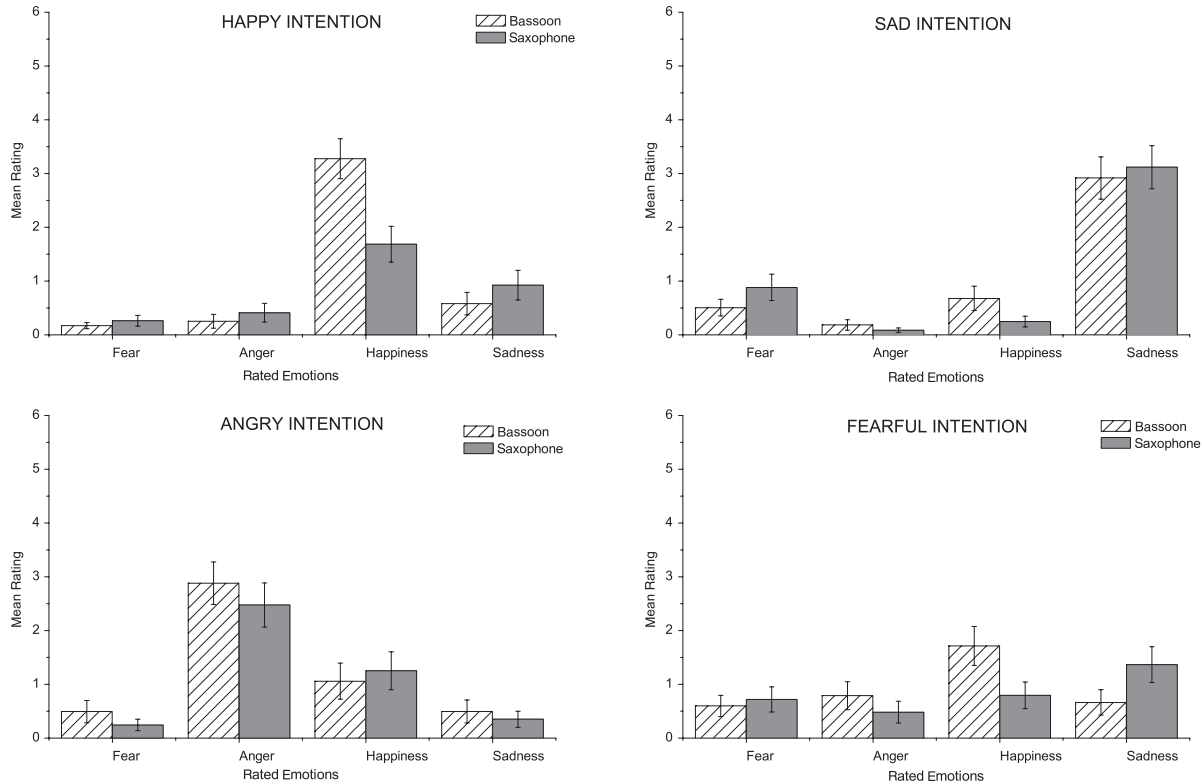 HAPPY INTENTION
Bassoon
Saxophone
6
5
4
3
2
1
0
Mean Rating
Fear Anger Happiness Sadness
Rated Emotions
SAD INTENTION
6
5
4
3
2
1
0
Mean Rating
Fear Anger Happiness Sadness
Rated Emotions
ANGRY INTENTION
Bassoon
Saxophone
6
5
4
3
2
1
0
Mean Rating
Fear Anger Happiness Sadness
Rated Emotions
FEARFUL INTENTION
Bassoon
Saxophone
6
5
4
3
2
1
0
Mean Rating
Fear Anger Happiness Sadness
Rated Emotions